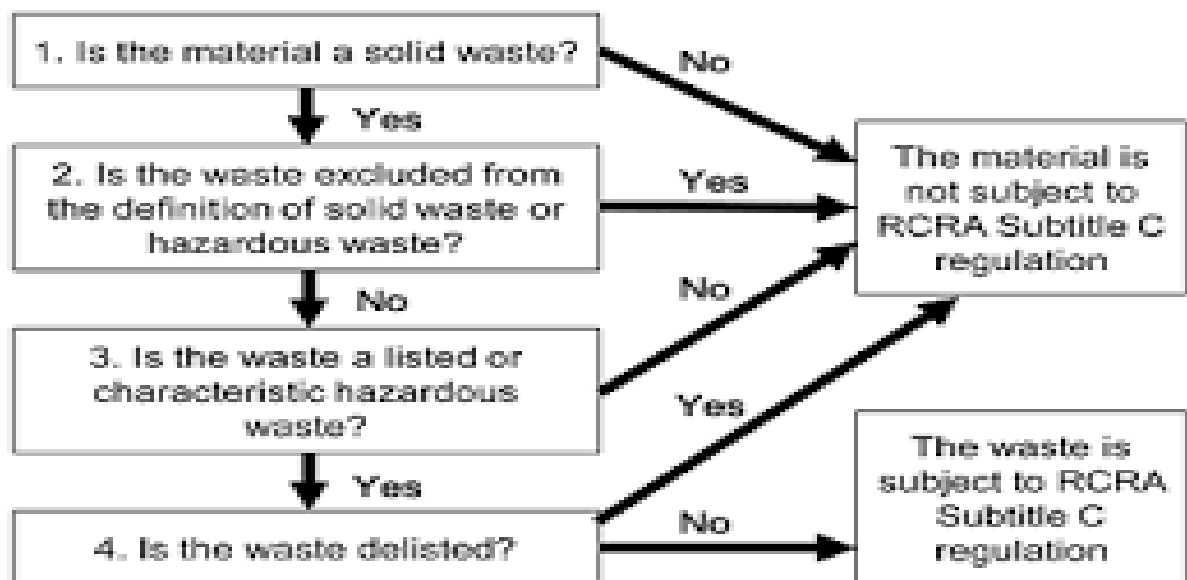 1. Is the material a solid waste?
No
Yes
2. Is the waste excluded from
the definition of solid waste or
hazardous waste?
Yes
The material is
not subject to
RCRA Subtitle C
regulation
No
No
3. Is the waste a listed or
characteristic hazardous
waste?
Yes
Yes
The waste is
subject to RCRA
Subtitle C
regulation
4. Is the waste delisted?
No